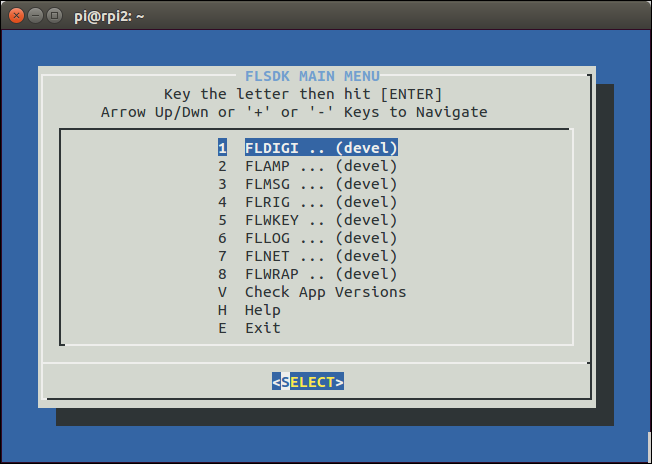 pi@rpi2: ~
FLSDK MAIN MENU
Key the letter then hit [ENTER]
Arrow Up/Dwn or '+' or '-' Keys to Navigate
1 FLDIGI .. (devel)
2 FLAMP ... (devel)
3 FLMSG ... (devel)
4 FLRIG ... (devel)
5 FLWKEY .. (devel)
6 FLLOG ... (devel)
7 FLNET ... (devel)
8 FLWRAP .. (devel)
V Check App Versions
H Help
E Exit
<SELECT>